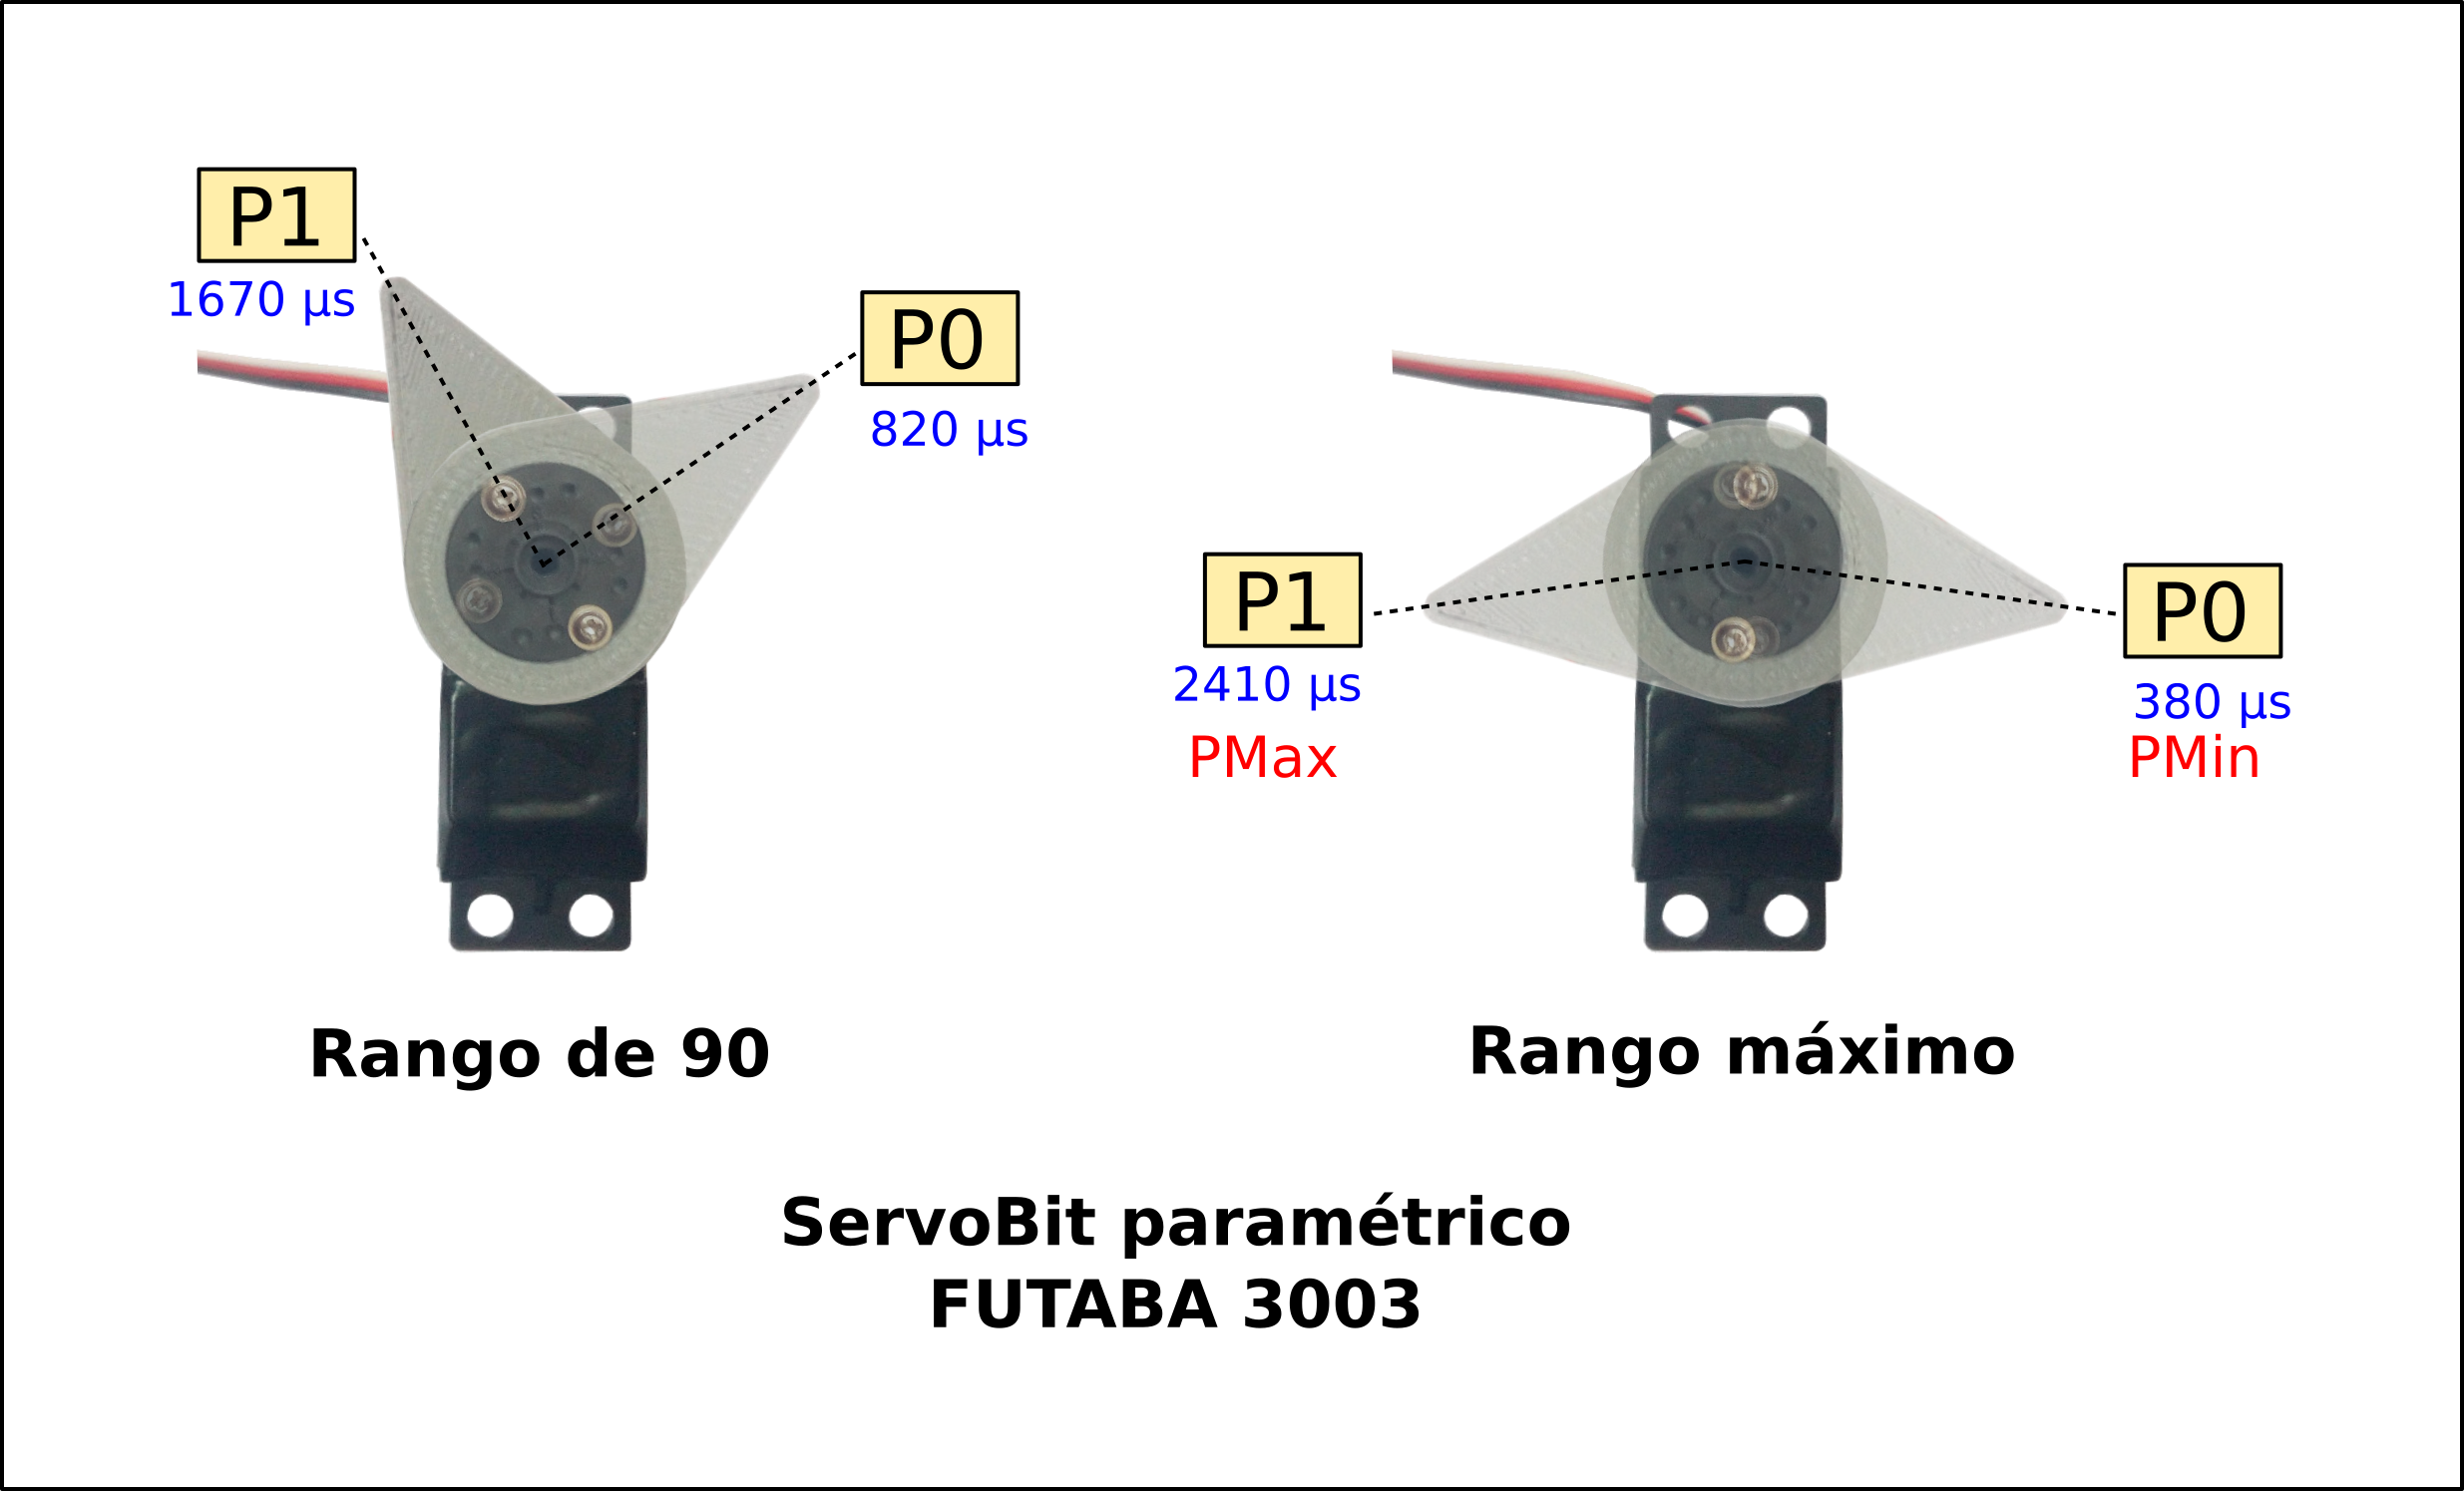 P1
1670 µs
P0
820 µs
P1
2410 µs
PMax
P0
380 µs
PMin
Rango de 90
Rango máximo
ServoBit paramétrico
FUTABA 3003